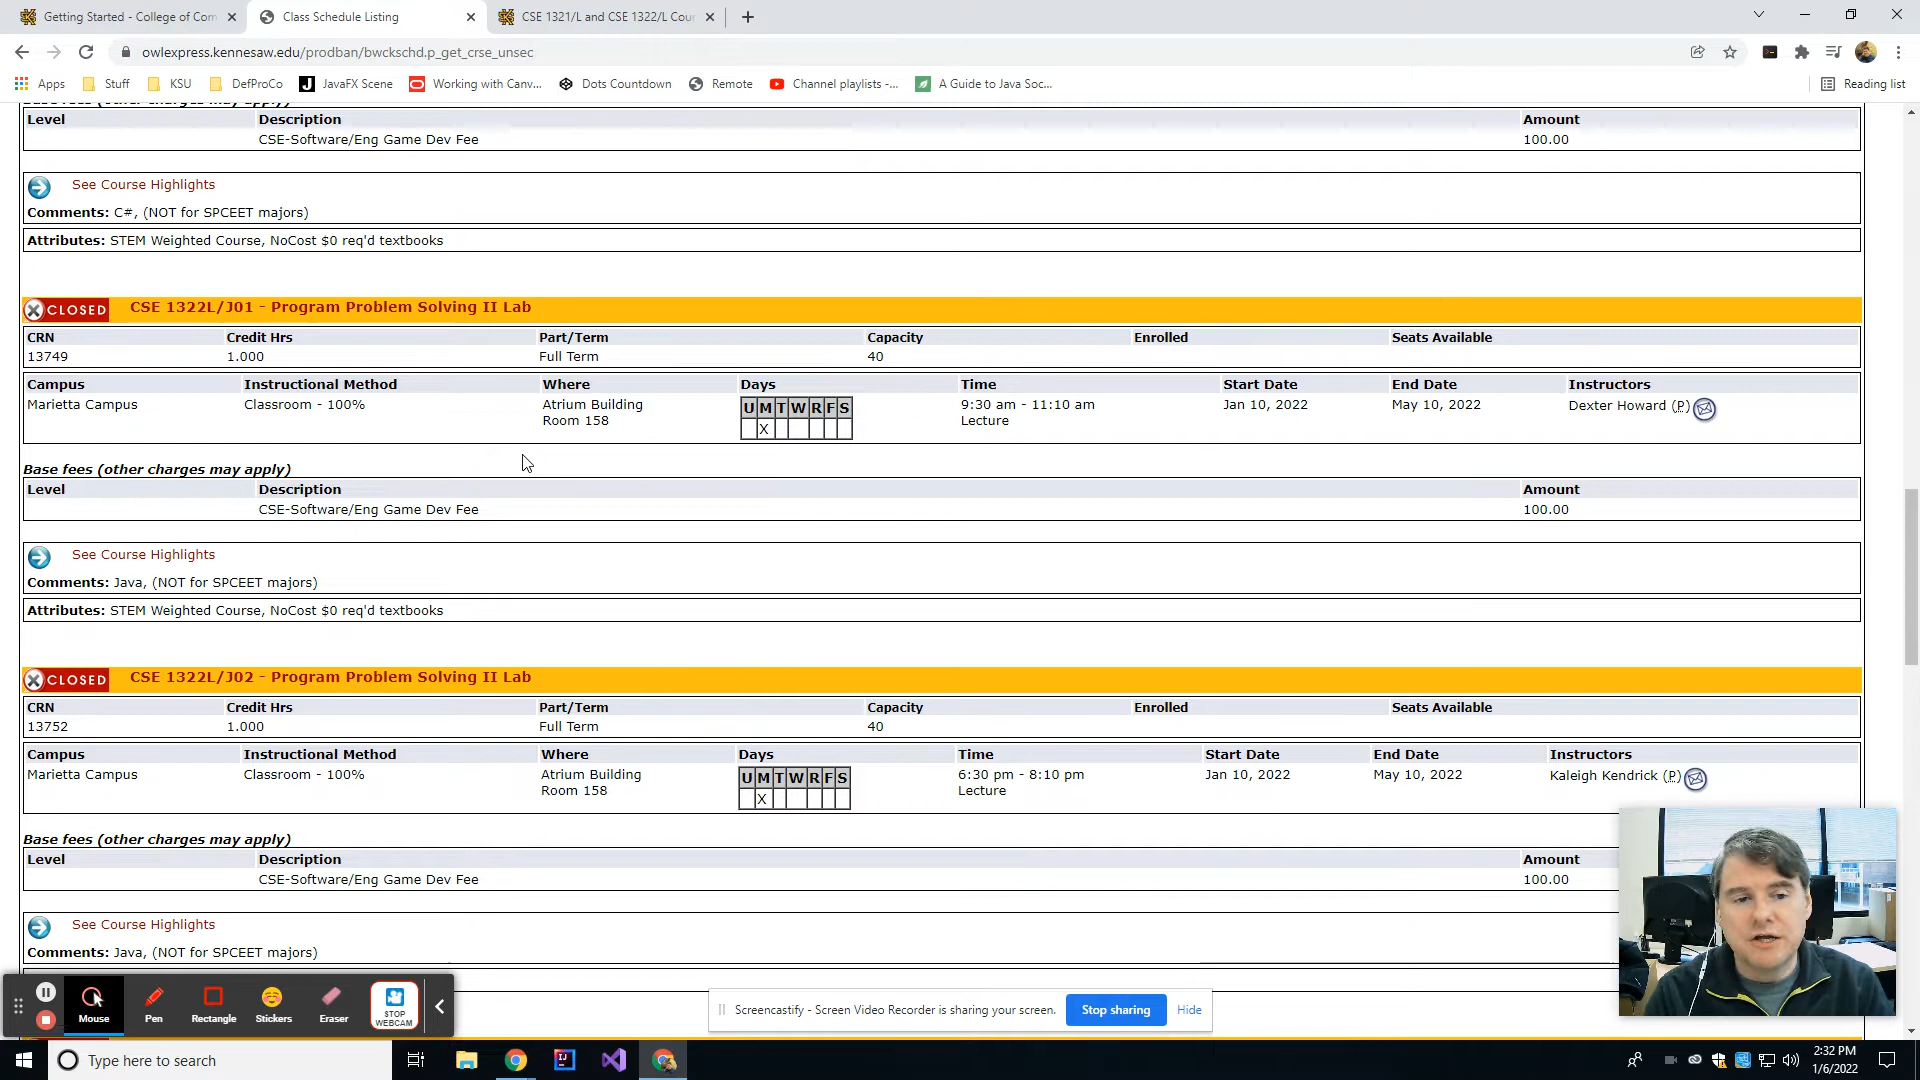 Getting Started - College of Com
Class Schedule Listing
CSE 1321/L and CSE 1322/L Cou
owlexpress.kennesaw.edu/prodban/bwckschd.p_get_crse_unsec
Apps Stuff KSU DefProCo JavaFX Scene Working with Canv... Dots Countdown Remote Channel playlists -... A Guide to Java Soc... Reading list
Base fees (other charges may apply)
Level Description Amount
CSE-Software/Eng Game Dev Fee 100.00
See Course Highlights
Comments: C#, (NOT for SPCEET majors)
Attributes: STEM Weighted Course, NoCost $0 req'd textbooks
CLOSED CSE 1322L/J01 - Program Problem Solving II Lab
CRN Credit Hrs Part/Term Capacity Enrolled Seats Available
13749 1.000 Full Term 40
Campus Instructional Method Where Days Time Start Date End Date Instructors
Marietta Campus Classroom - 100% Atrium Building U M T W R F S 9:30 am - 11:10 am Jan 10, 2022 May 10, 2022 Dexter Howard (P)
Room 158 X Lecture
Base fees (other charges may apply)
Level Description Amount
CSE-Software/Eng Game Dev Fee 100.00
See Course Highlights
Comments: Java, (NOT for SPCEET majors)
Attributes: STEM Weighted Course, NoCost $0 req'd textbooks
CLOSED CSE 1322L/J02 - Program Problem Solving II Lab
CRN Credit Hrs Part/Term Capacity Enrolled Seats Available
13752 1.000 Full Term 40
Campus Instructional Method Where Days Time Start Date End Date Instructors
Marietta Campus Classroom - 100% Atrium Building U M T W R F S 6:30 pm - 8:10 pm Jan 10, 2022 May 10, 2022 Kaleigh Kendrick (P)
Room 158 X Lecture
Base fees (other charges may apply)
Level Description Amount
CSE-Software/Eng Game Dev Fee 100.00
See Course Highlights
Comments: Java, (NOT for SPCEET majors)
Mouse Pen Rectangle Stickers Eraser STOP WEBCAM
Screencastify - Screen Video Recorder is sharing your screen. Stop sharing Hide
Type here to search
2:32 PM
1/6/2022